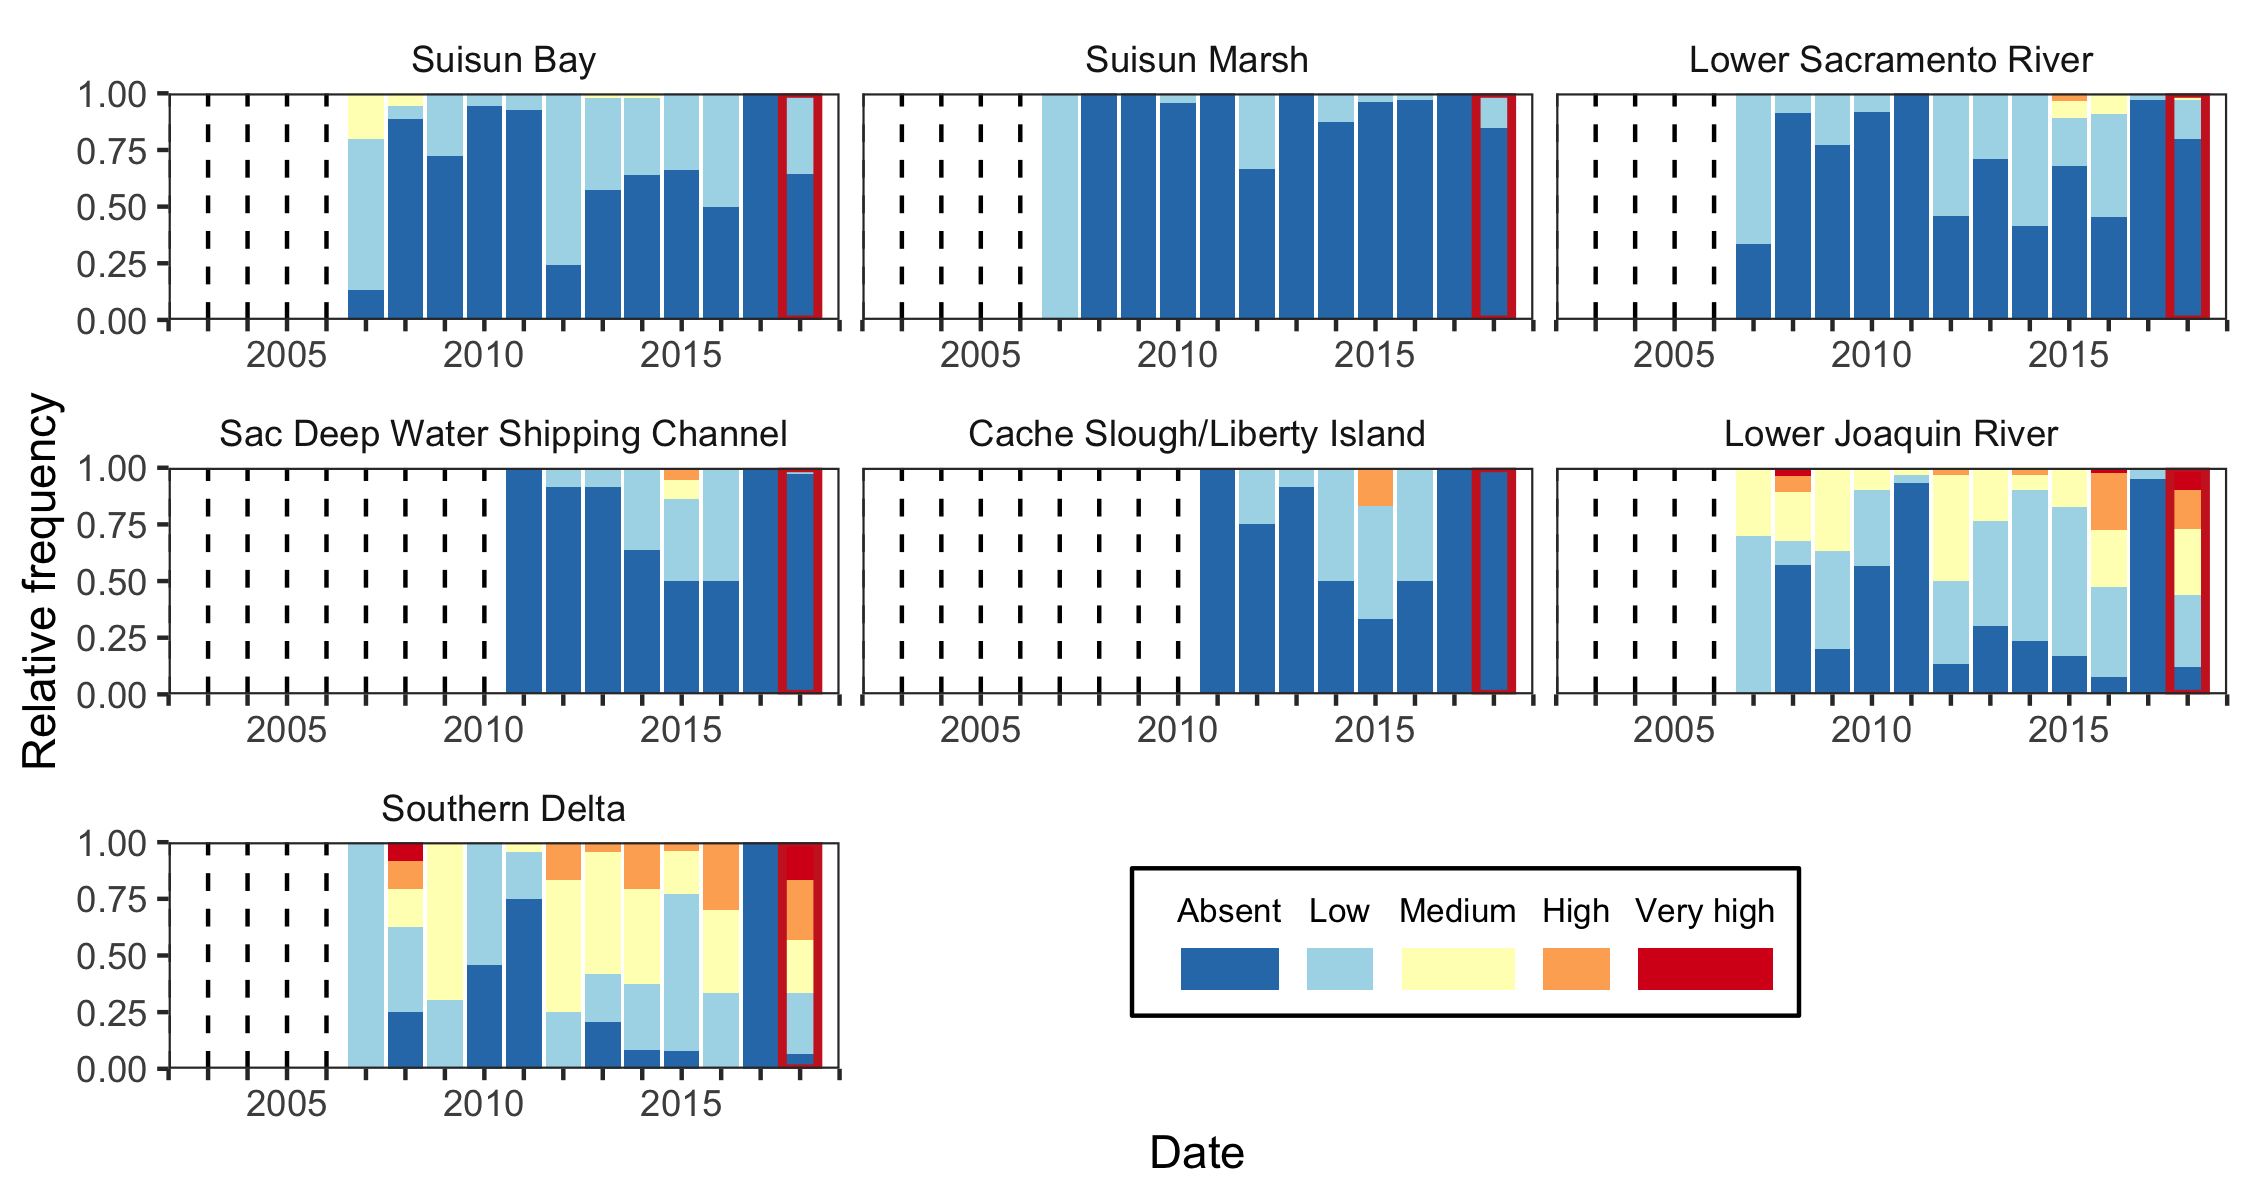 Suisun Bay
Suisun Marsh
Lower Sacramento River
1.00
0.75
0.50
0.25
0.00
2005 2010 2015
2005 2010 2015
2005 2010 2015
Sac Deep Water Shipping Channel
Cache Slough/Liberty Island
Lower Joaquin River
1.00
0.75
0.50
0.25
0.00
2005 2010 2015
2005 2010 2015
2005 2010 2015
Relative frequency
Southern Delta
1.00
0.75
0.50
0.25
0.00
2005 2010 2015
Absent Low Medium High Very high
Date